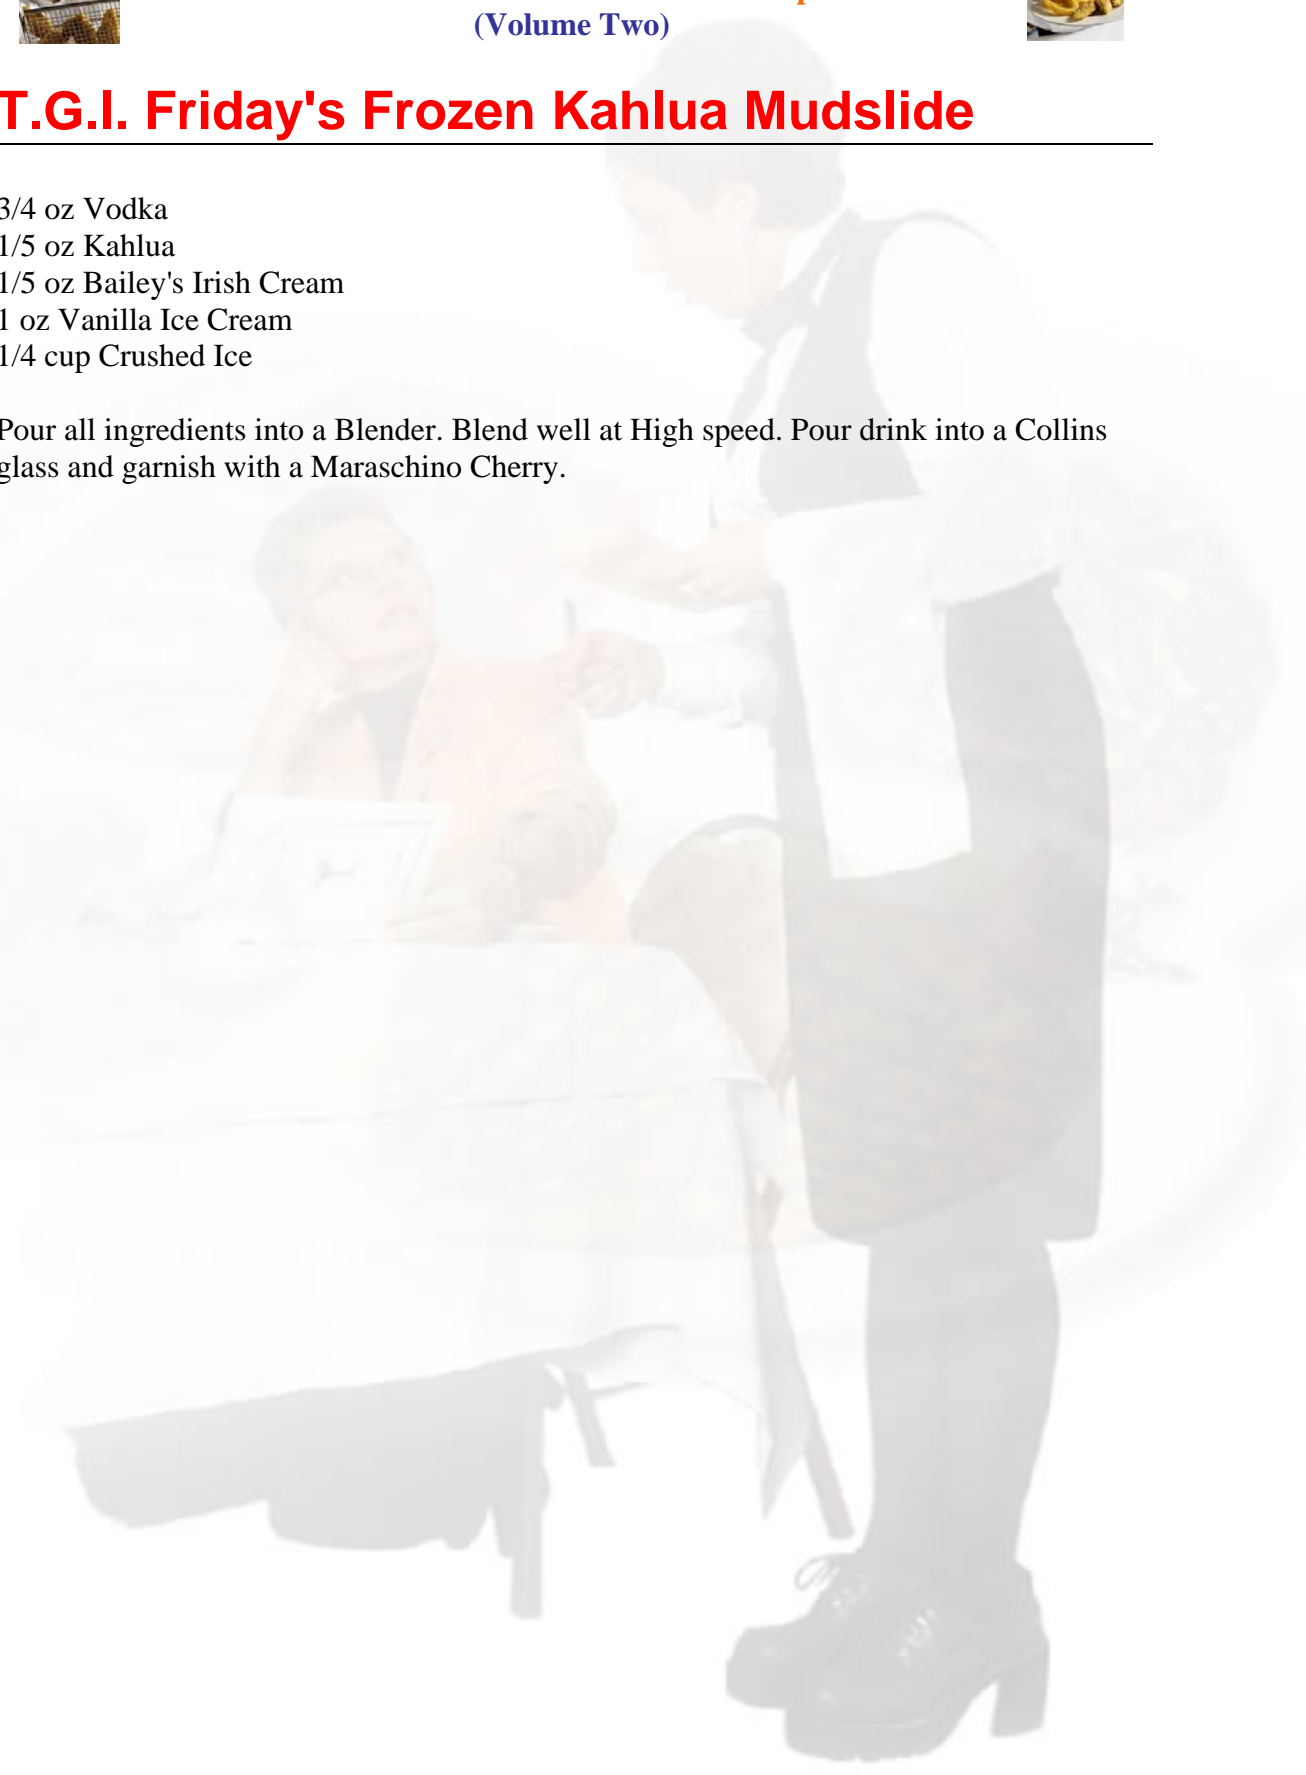 (Volume Two)
T.G.I. Friday's Frozen Kahlua Mudslide
3/4 oz Vodka
1/5 oz Kahlua
1/5 oz Bailey's Irish Cream
1 oz Vanilla Ice Cream
1/4 cup Crushed Ice
Pour all ingredients into a Blender. Blend well at High speed. Pour drink into a Collins
glass and garnish with a Maraschino Cherry.